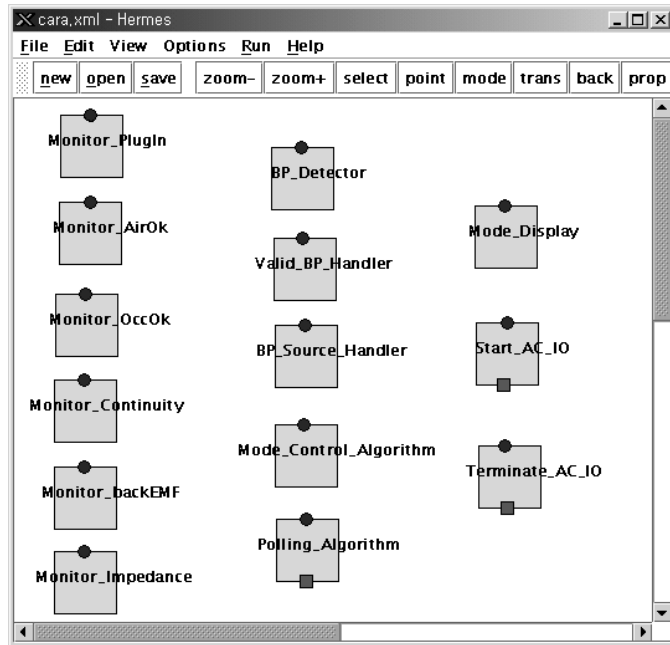 cara,xml - Hermes
File Edit View Options Run Help
new open save zoom- zoom+ select point mode trans back prop
Monitor_PlugIn
Monitor_AirOk
Monitor_OccOk
Monitor_Continuity
Monitor_backEMF
Monitor_Impedance
BP_Detector
Valid_BP_Handler
BP_Source_Handler
Mode_Control_Algorithm
Polling_Algorithm
Mode_Display
Start_AC_IO
Terminate_AC_IO